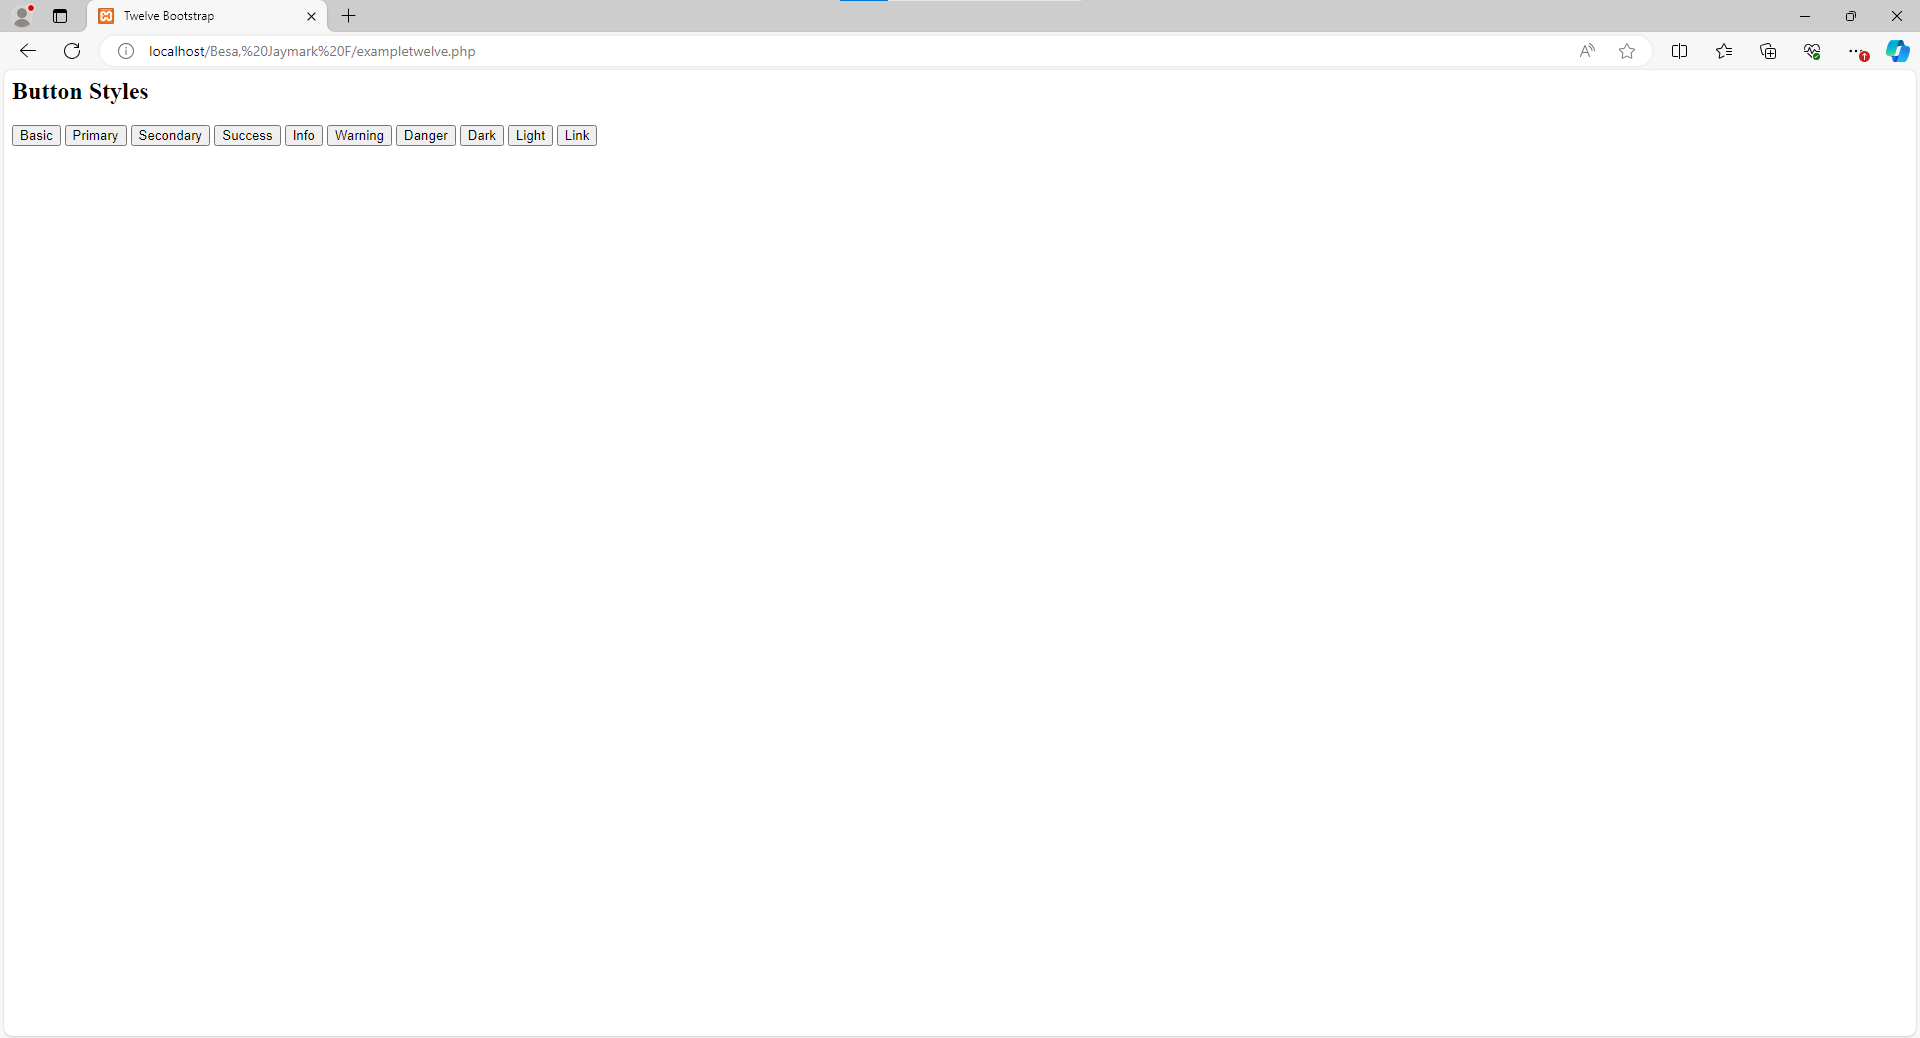 Twelve Bootstrap
localhost/Besa,%20Jaymark%20F/exampletwelve.php
Button Styles
Basic Primary Secondary Success Info Warning Danger Dark Light Link